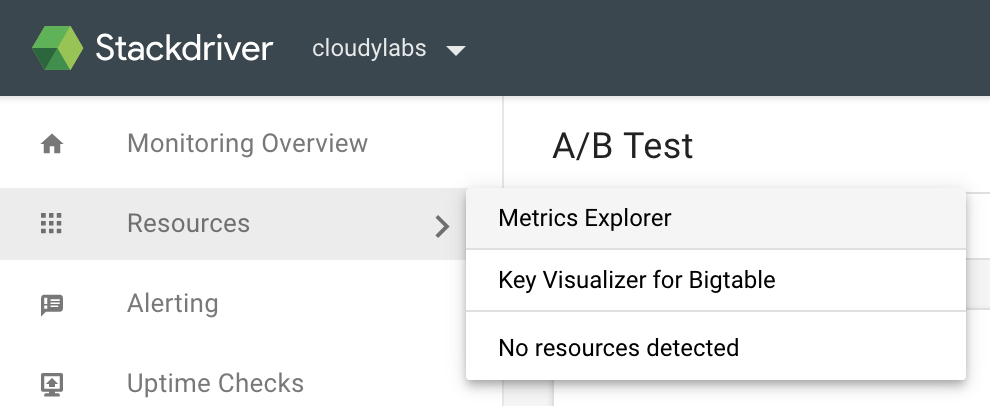 Stackdriver cloudylabs
Monitoring Overview
A/B Test
Resources
Metrics Explorer
Key Visualizer for Bigtable
Alerting
No resources detected
Uptime Checks